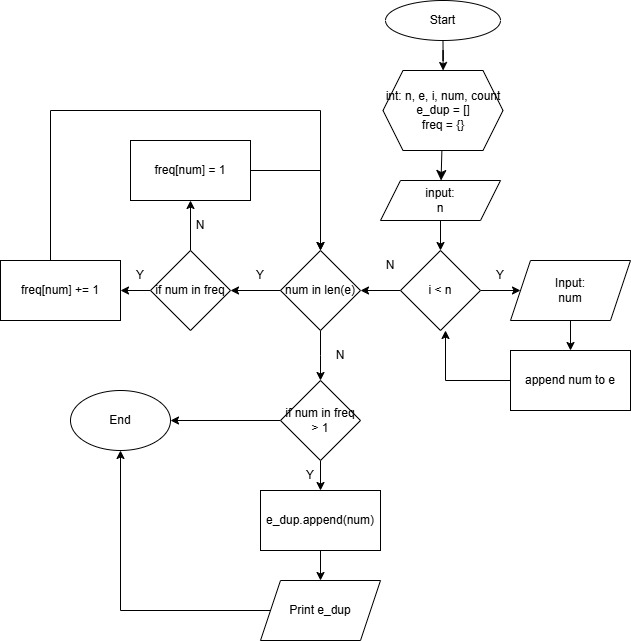 Start
int: n, e, i, num, count
e_dup = []
freq = {}
input:
n
i < n
Y
Input:
num
append num to e
N
num in len(e)
Y
if num in freq
N
freq[num] = 1
Y
freq[num] += 1
N
if num in freq
> 1
End
Y
e_dup.append(num)
Print e_dup